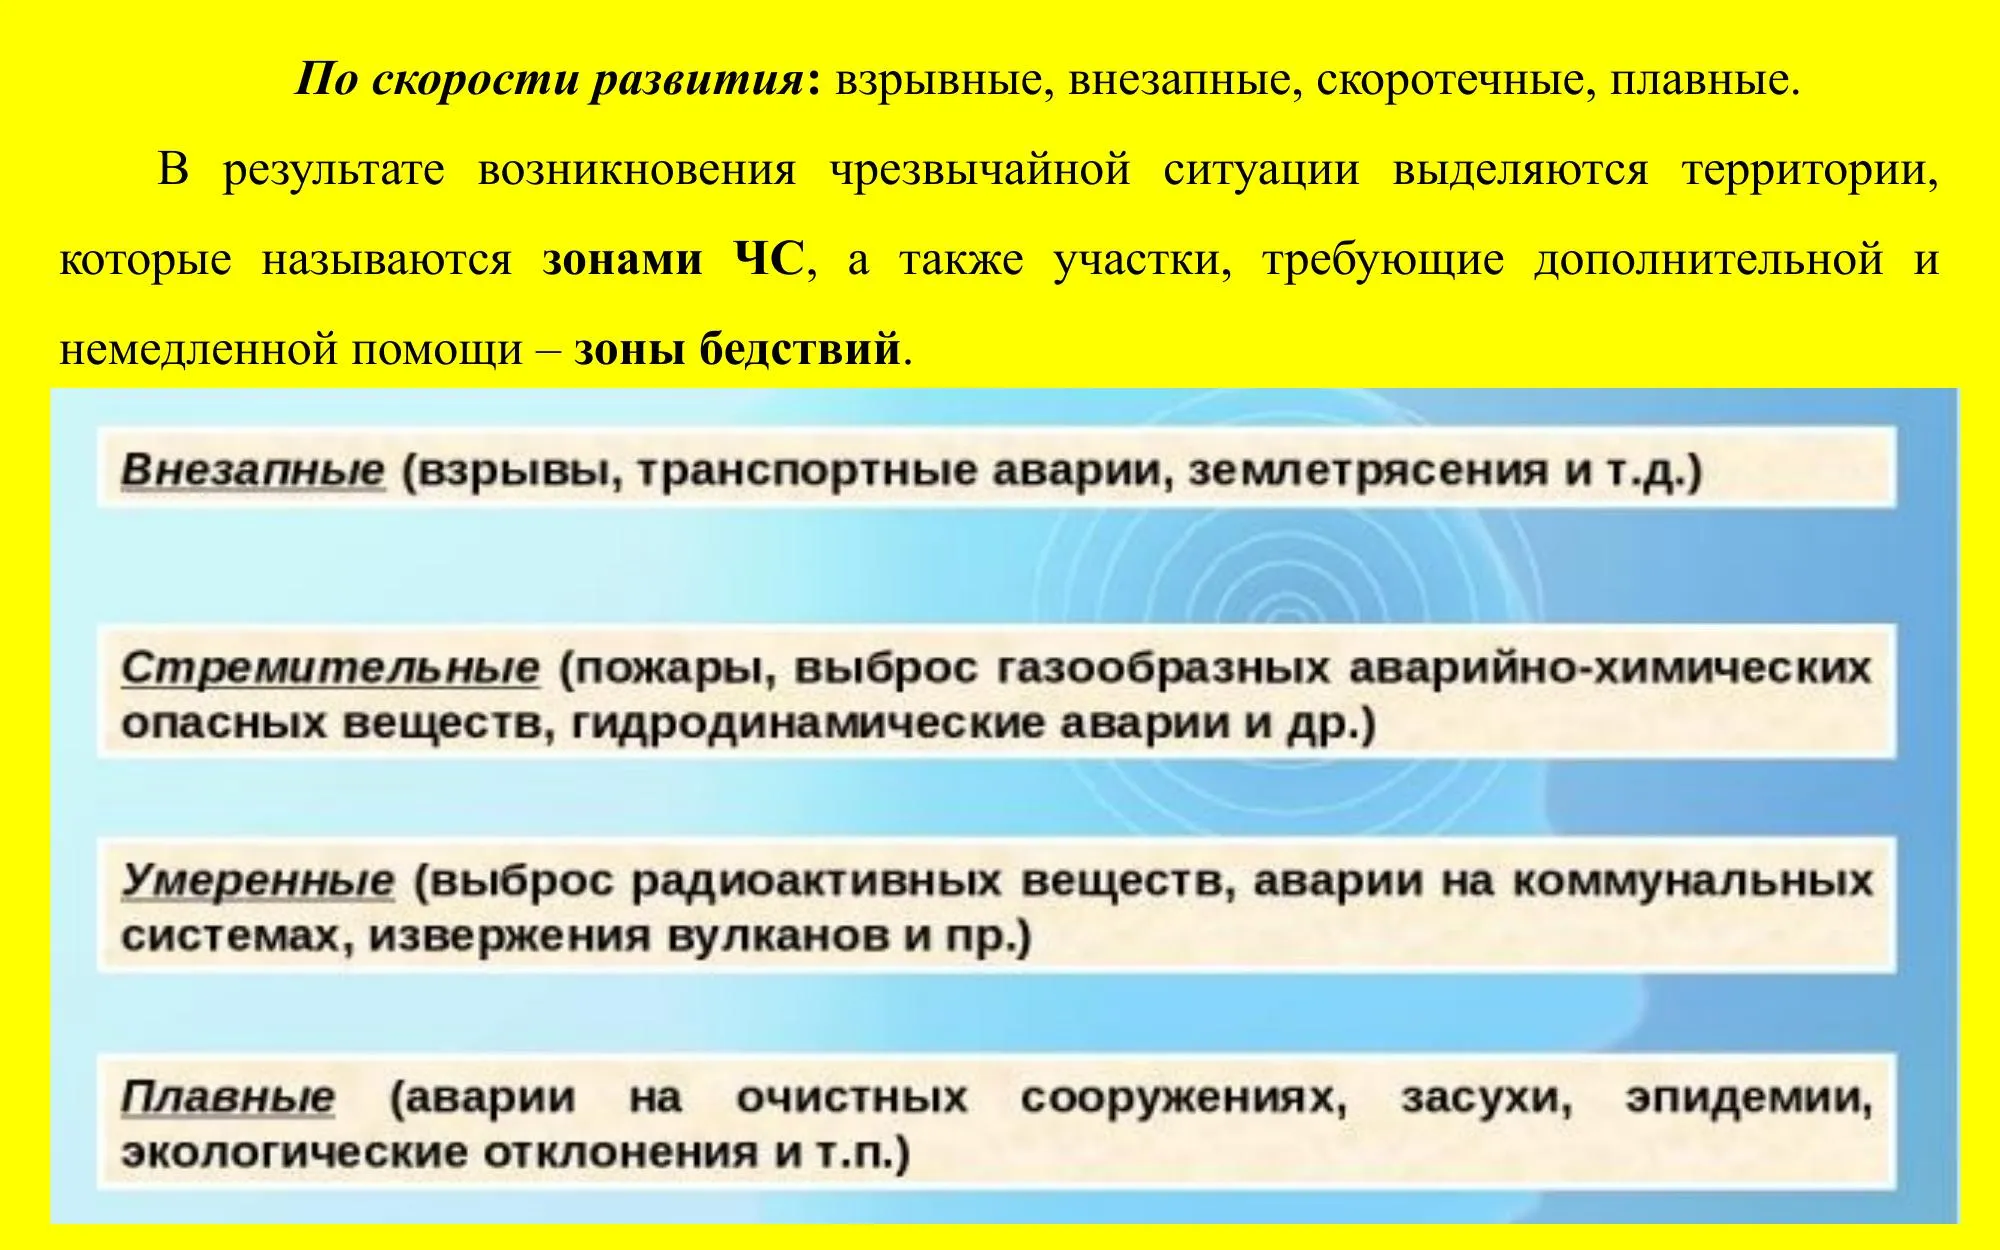 По скорости развития: взрывные, внезапные, скоротечные, плавные.
В результате возникновения чрезвычайной ситуации выделяются территории,
которые называются зонами ЧС, а также участки, требующие дополнительной и
немедленной помощи – зоны бедствий.
Внезапные (взрывы, транспортные аварии, землетрясения и т.д.)
Стремительные (пожары, выброс газообразных аварийно-химических
опасных веществ, гидродинамические аварии и др.)
Умеренные (выброс радиоактивных веществ, аварии на коммунальных
системах, извержения вулканов и пр.)
Плавные (аварии на очистных сооружениях, засухи, эпидемии,
экологические отклонения и т.п.)